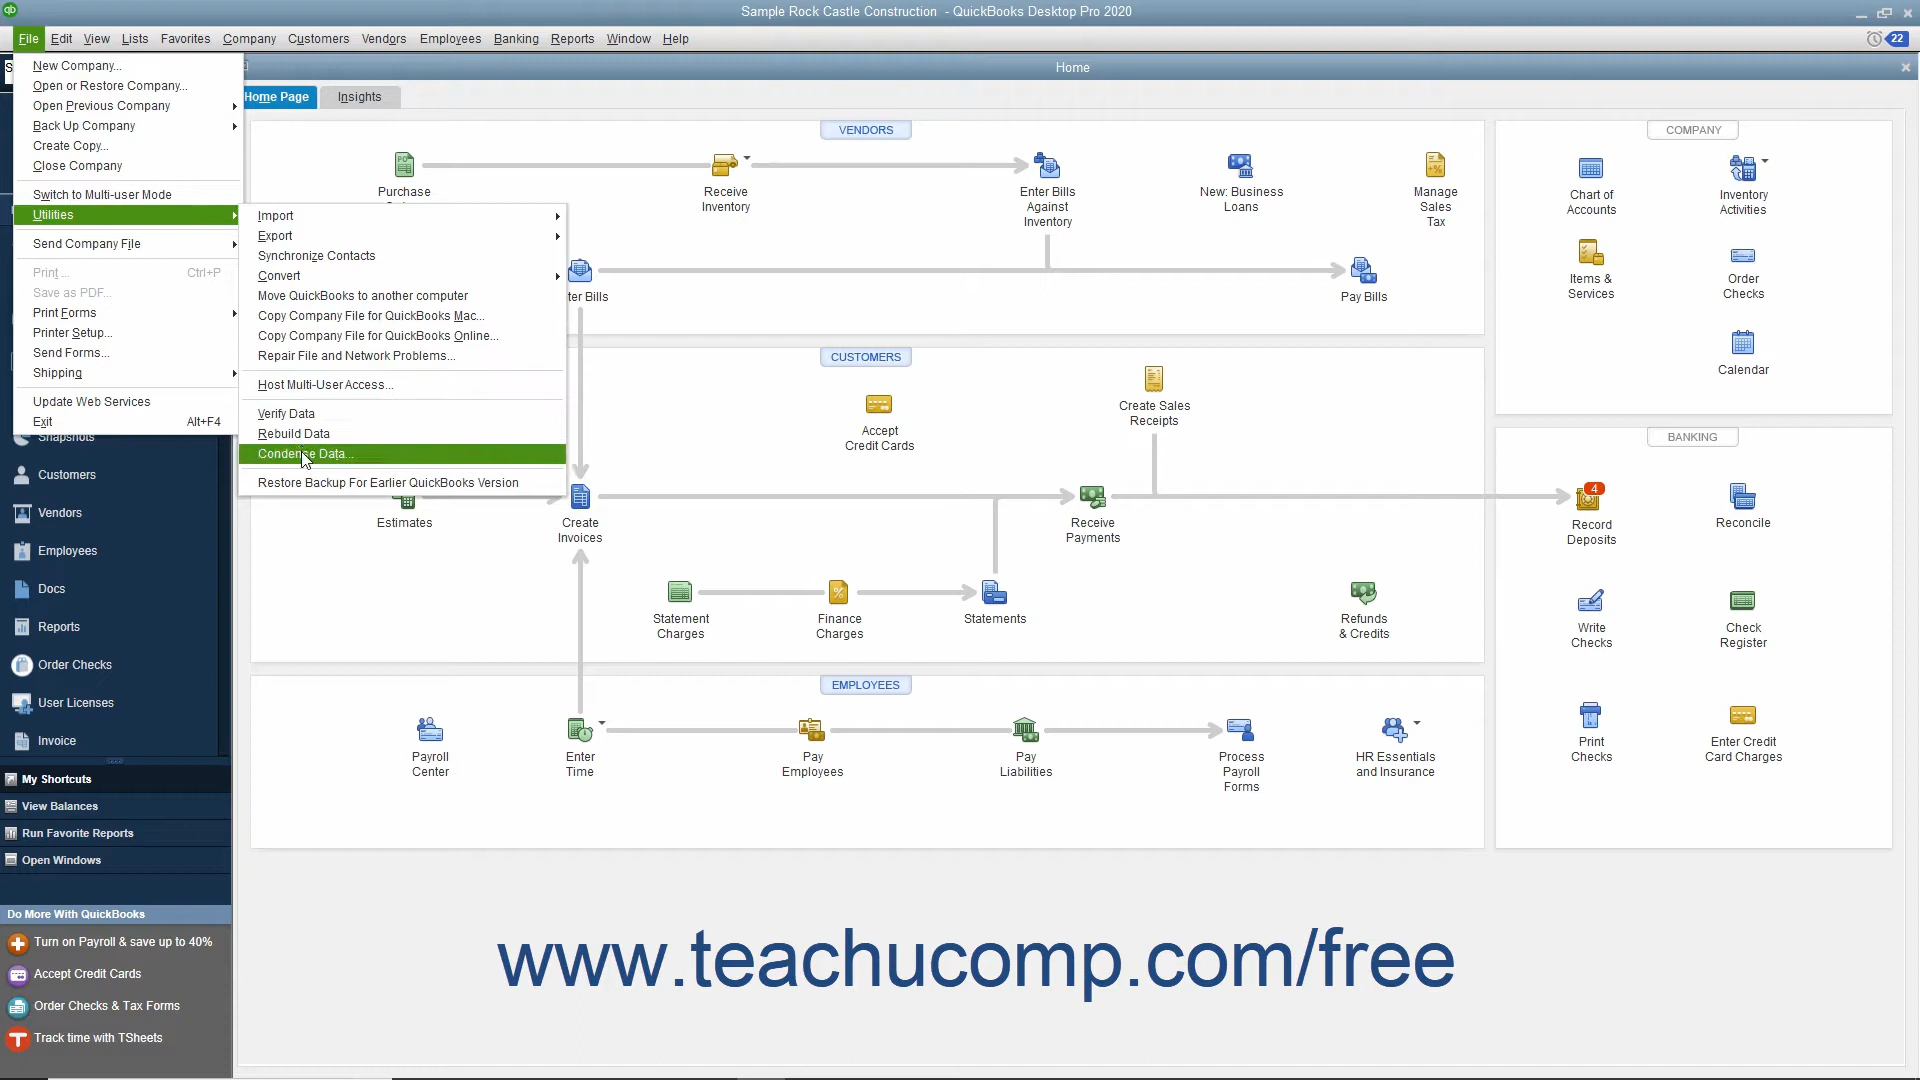 Sample Rock Castle Construction - QuickBooks Desktop Pro 2020
File Edit View Lists Favorites Company Customers Vendors Employees Banking Reports Window Help
22
Home
New Company...
Open or Restore Company...
Open Previous Company
Back Up Company
Create Copy...
Close Company
Switch to Multi-user Mode
Utilities
Send Company File
Print... Ctrl+P
Save as PDF...
Print Forms
Printer Setup...
Send Forms...
Shipping
Update Web Services
Exit Alt+F4
Import
Export
Synchronize Contacts
Convert
Move QuickBooks to another computer
Copy Company File for QuickBooks Mac...
Copy Company File for QuickBooks Online...
Repair File and Network Problems...
Host Multi-User Access...
Verify Data
Rebuild Data
Condense Data...
Restore Backup For Earlier QuickBooks Version
Home Page Insights
VENDORS
Purchase
Receive
Inventory
Enter Bills
Against
Inventory
New: Business
Loans
Manage
Sales
Tax
ter Bills
Pay Bills
CUSTOMERS
Accept
Credit Cards
Create Sales
Receipts
Estimates
Create
Invoices
Receive
Payments
Statement
Charges
Finance
Charges
Statements
Refunds
& Credits
EMPLOYEES
Payroll
Center
Enter
Time
Pay
Employees
Pay
Liabilities
Process
Payroll
Forms
HR Essentials
and Insurance
COMPANY
Chart of
Accounts
Inventory
Activities
Items &
Services
Order
Checks
Calendar
BANKING
4
Record
Deposits
Reconcile
Write
Checks
Check
Register
Print
Checks
Enter Credit
Card Charges
Snapshots
Customers
Vendors
Employees
Docs
Reports
Order Checks
User Licenses
Invoice
My Shortcuts
View Balances
Run Favorite Reports
Open Windows
Do More With QuickBooks
Turn on Payroll & save up to 40%
Accept Credit Cards
Order Checks & Tax Forms
Track time with TSheets
www.teachucomp.com/free